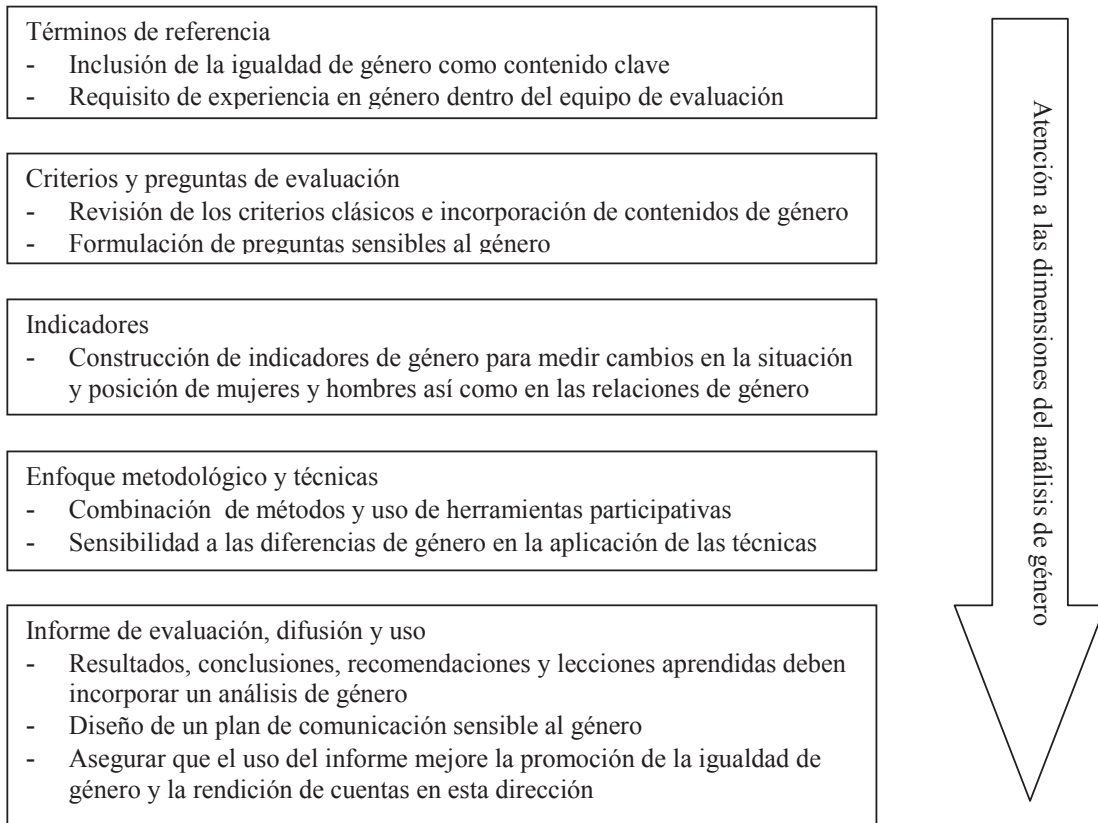 Términos de referencia
- Inclusión de la igualdad de género como contenido clave
- Requisito de experiencia en género dentro del equipo de evaluación
Criterios y preguntas de evaluación
- Revisión de los criterios clásicos e incorporación de contenidos de género
- Formulación de preguntas sensibles al género
Indicadores
- Construcción de indicadores de género para medir cambios en la situación
y posición de mujeres y hombres así como en las relaciones de género
Enfoque metodológico y técnicas
- Combinación de métodos y uso de herramientas participativas
- Sensibilidad a las diferencias de género en la aplicación de las técnicas
Informe de evaluación, difusión y uso
- Resultados, conclusiones, recomendaciones y lecciones aprendidas deben
incorporar un análisis de género
- Diseño de un plan de comunicación sensible al género
- Asegurar que el uso del informe mejore la promoción de la igualdad de
género y la rendición de cuentas en esta dirección
Atención a las dimensiones del análisis de género